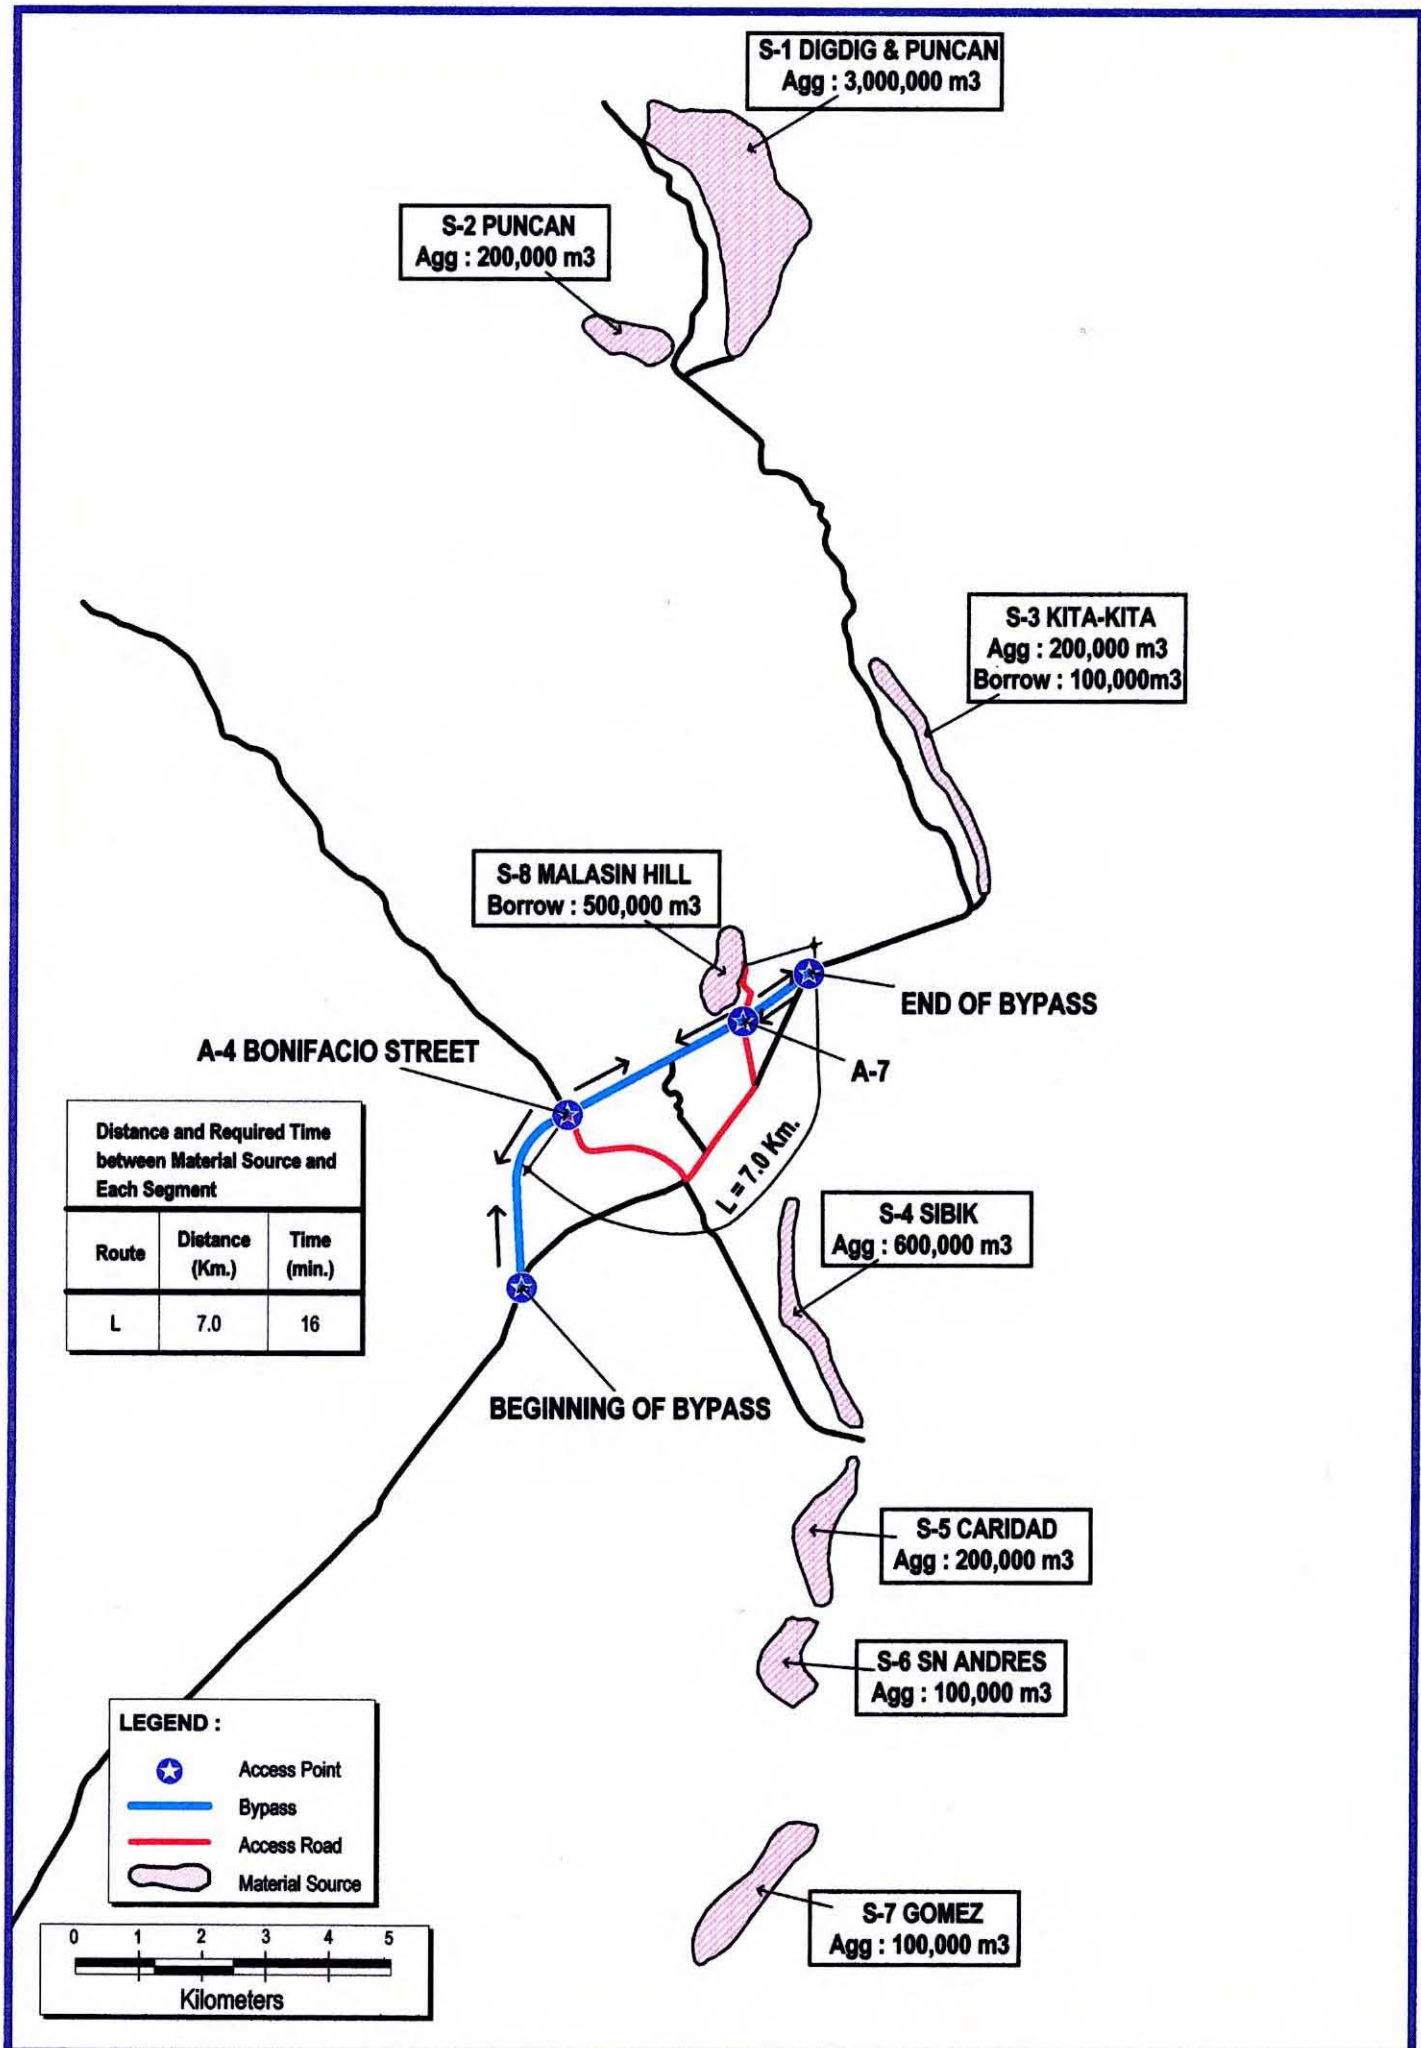 S-1 DIGDIG & PUNCAN
Agg : 3,000,000 m3
S-2 PUNCAN
Agg : 200,000 m3
S-3 KITA-KITA
Agg : 200,000 m3
Borrow : 100,000m3
S-8 MALASIN HILL
Borrow : 500,000 m3
END OF BYPASS
A-4 BONIFACIO STREET
A-7
L = 7.0 Km.
Distance and Required Time
between Material Source and
Each Segment
Route Distance (Km.) Time (min.)
L 7.0 16
S-4 SIBIK
Agg : 600,000 m3
BEGINNING OF BYPASS
S-5 CARIDAD
Agg : 200,000 m3
S-6 SN ANDRES
Agg : 100,000 m3
LEGEND :
Access Point
Bypass
Access Road
Material Source
S-7 GOMEZ
Agg : 100,000 m3
0 1 2 3 4 5
Kilometers